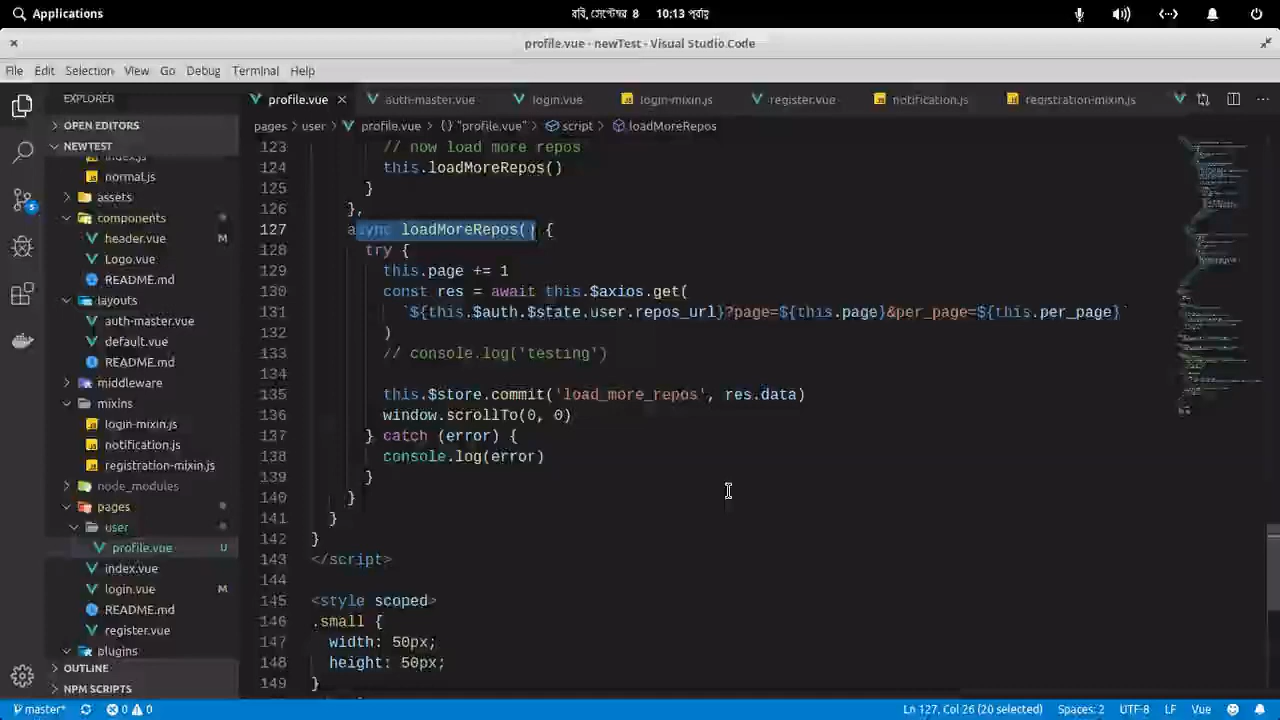 Applications
রবি, সেপ্টেম্বর 8 10:13 পূর্বাহ্ণ
profile.vue - newTest - Visual Studio Code
File Edit Selection View Go Debug Terminal Help
EXPLORER
profile.vue auth-master.vue login.vue login-mixin.js register.vue notification.js registration-mixin.js
OPEN EDITORS
pages > user > profile.vue > {} "profile.vue" > script > loadMoreRepos
NEWTEST
index.js
normal.js
assets
components
header.vue M
Logo.vue
README.md
layouts
auth-master.vue
default.vue
README.md
middleware
mixins
login-mixin.js
notification.js
registration-mixin.js
node_modules
pages
user
profile.vue U
index.vue
login.vue M
README.md
register.vue
plugins
OUTLINE
NPM SCRIPTS
123 // now load more repos
124 this.loadMoreRepos()
125 }
126 },
127 async loadMoreRepos() {
128 try {
129 this.page += 1
130 const res = await this.$axios.get(
131 `${this.$auth.$state.user.repos_url}?page=${this.page}&per_page=${this.per_page}`
132 )
133 // console.log('testing')
134
135 this.$store.commit('load_more_repos', res.data)
136 window.scrollTo(0, 0)
137 } catch (error) {
138 console.log(error)
139 }
140 }
141 }
142 }
143 </script>
144
145 <style scoped>
146 .small {
147 width: 50px;
148 height: 50px;
149 }
master* 0 0 Ln 127, Col 26 (20 selected) Spaces: 2 UTF-8 LF Vue